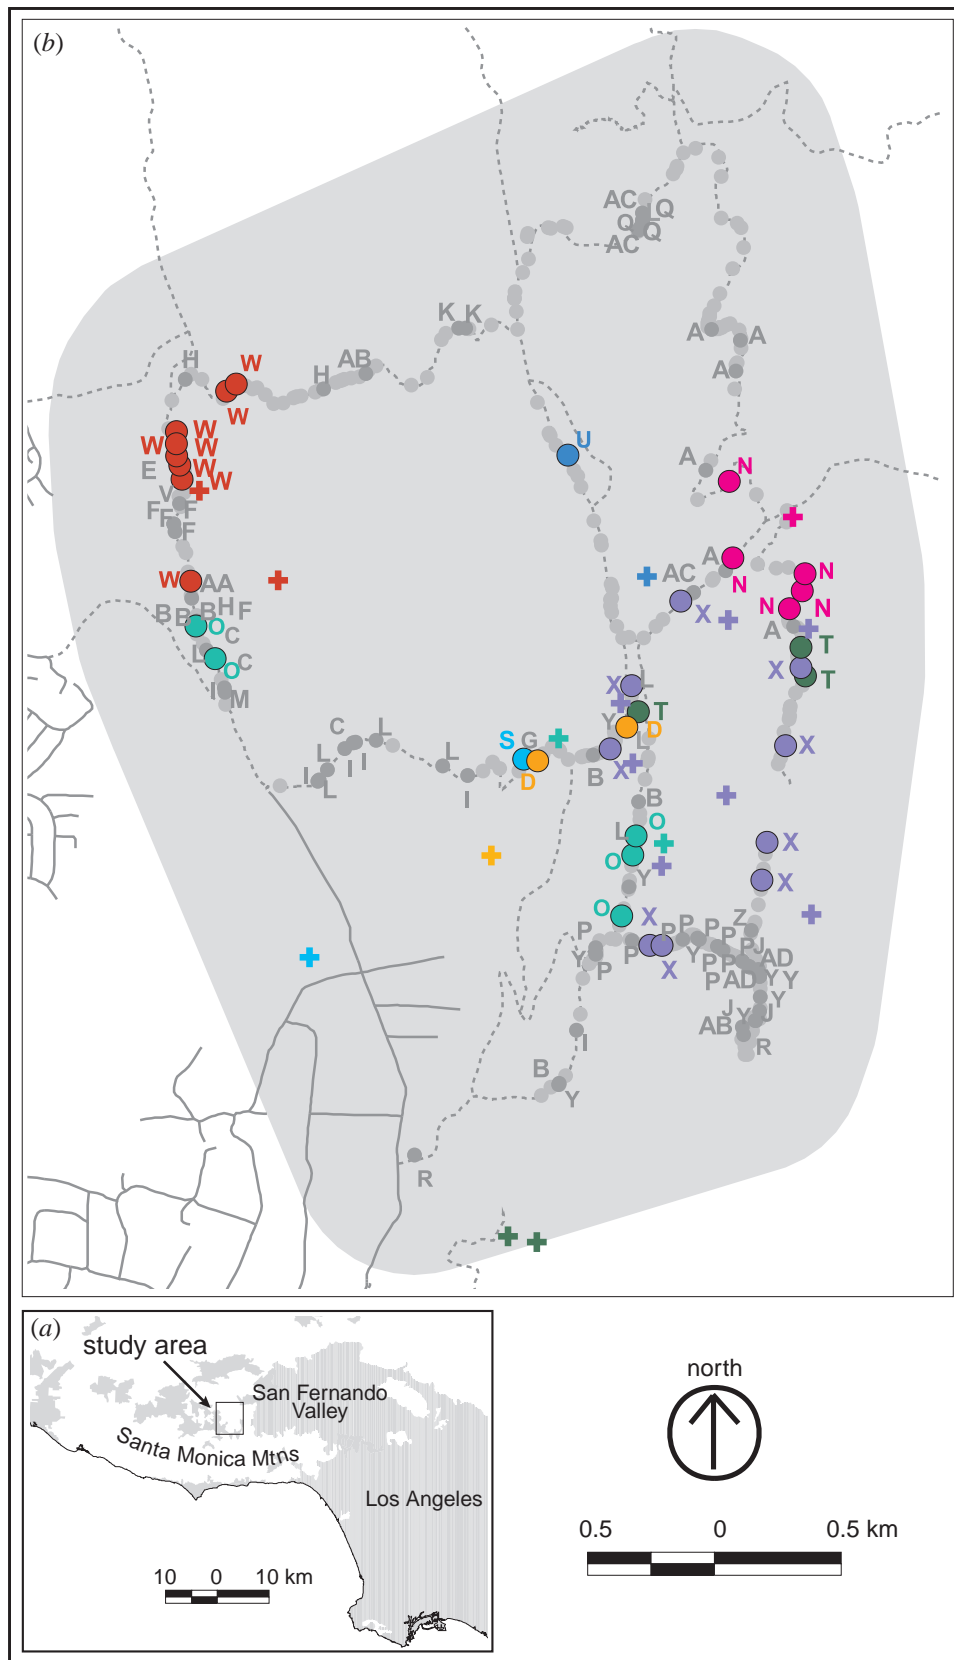 (b)
AC
Q
Q
Q
AC
K K
A
A
H
AB
W
H
A
W
W
W
W
U
E
W
W
A
N
V
F
F
F
F
A
N
W
AA
AC
N
H
F
B
B
B
X
N
N
O
C
A
T
L
C
O
X
L
X
T
I
M
T
C
L
S
G
Y
D
L
X
L
L
I
I
D
B
X
I
L
I
B
O
L
X
O
Y
X
O
X
Z
P
P
P
P
Y
P
P
Y
P
P
P
J
AD
X
P
AD
Y
Y
Y
J
Y
J
AB
R
I
B
Y
R
(a)
study area
San Fernando
Valley
Santa Monica Mtns
Los Angeles
10 0 10 km
north
0.5 0 0.5 km